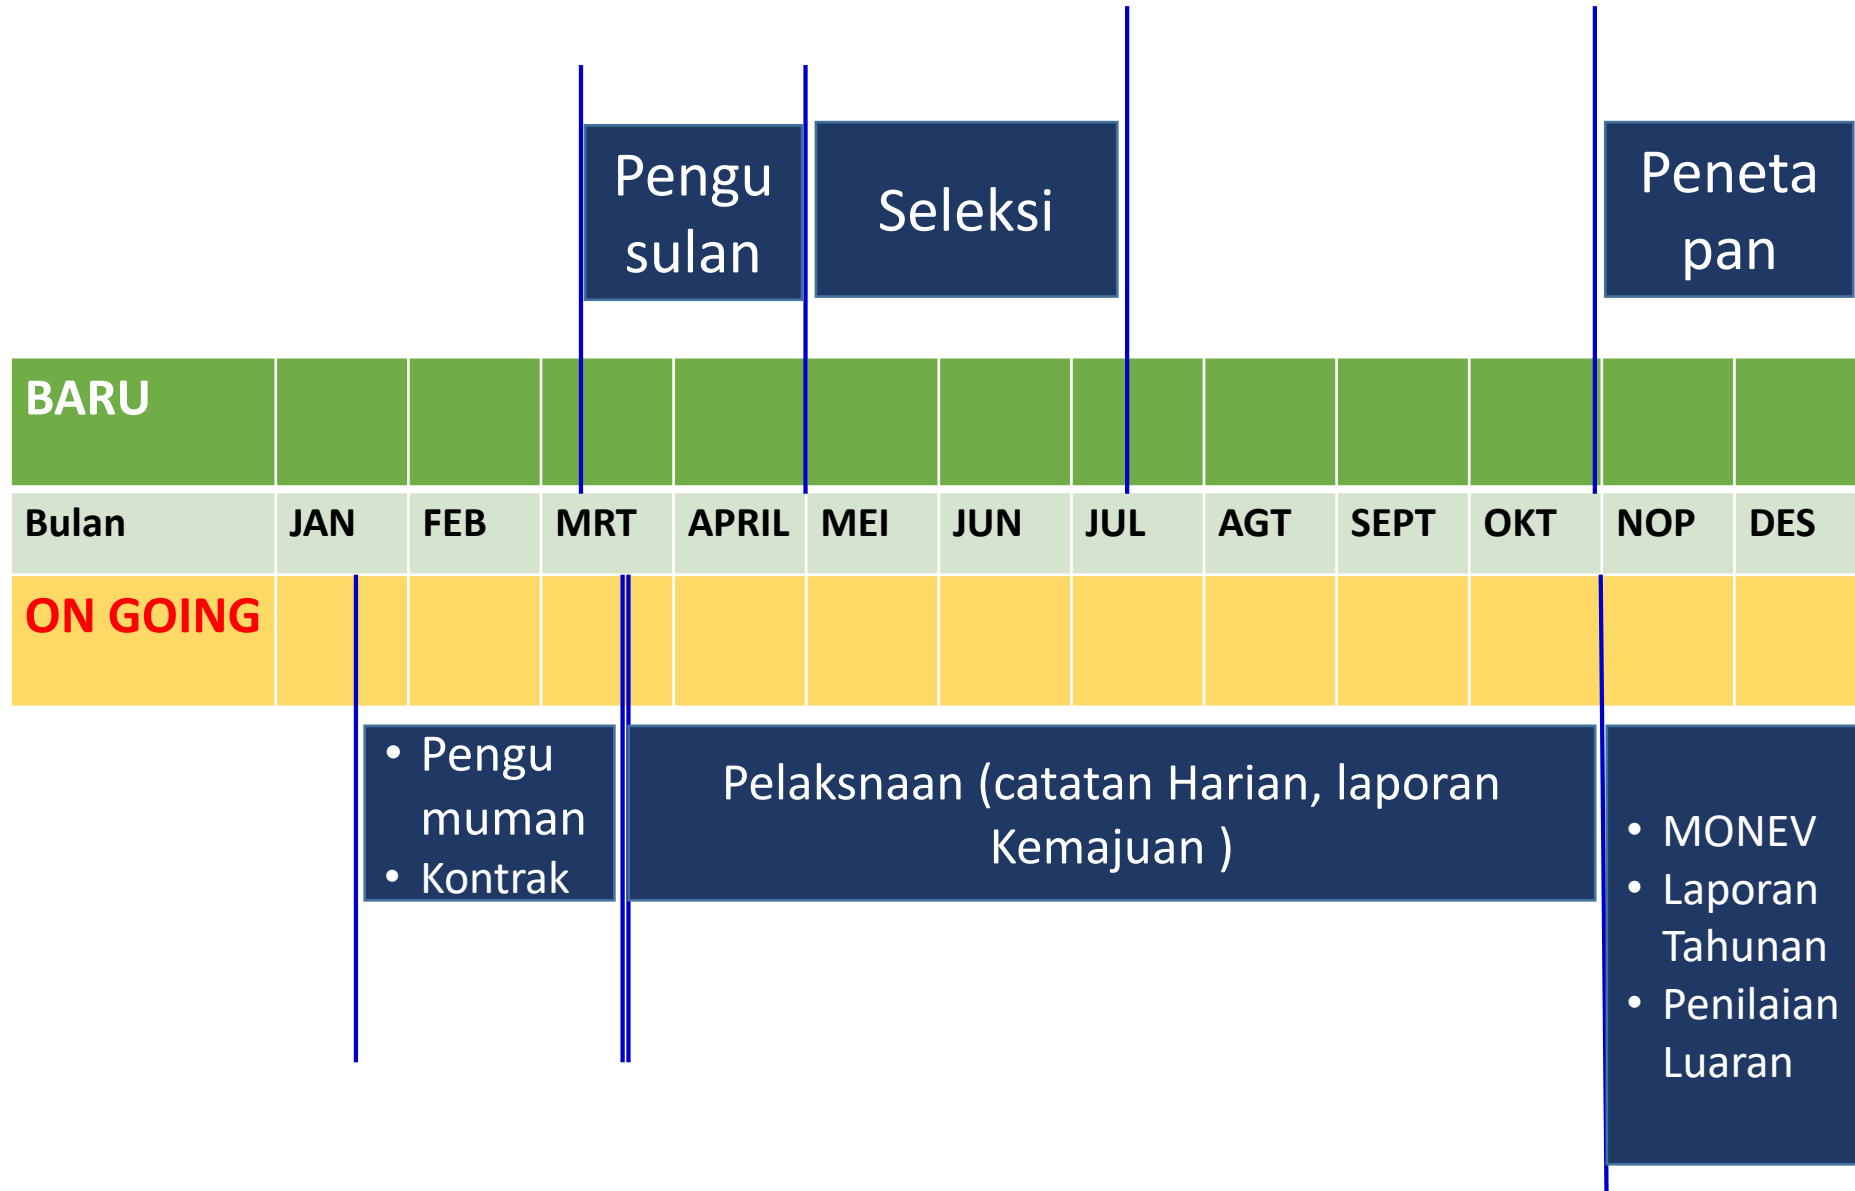 Pengu
sulan
Seleksi
Peneta
pan
BARU
Bulan JAN FEB MRT APRIL MEI JUN JUL AGT SEPT OKT NOP DES
ON GOING
• Pengu
muman
• Kontrak
Pelaksnaan (catatan Harian, laporan
Kemajuan )
• MONEV
• Laporan
Tahunan
• Penilaian
Luaran